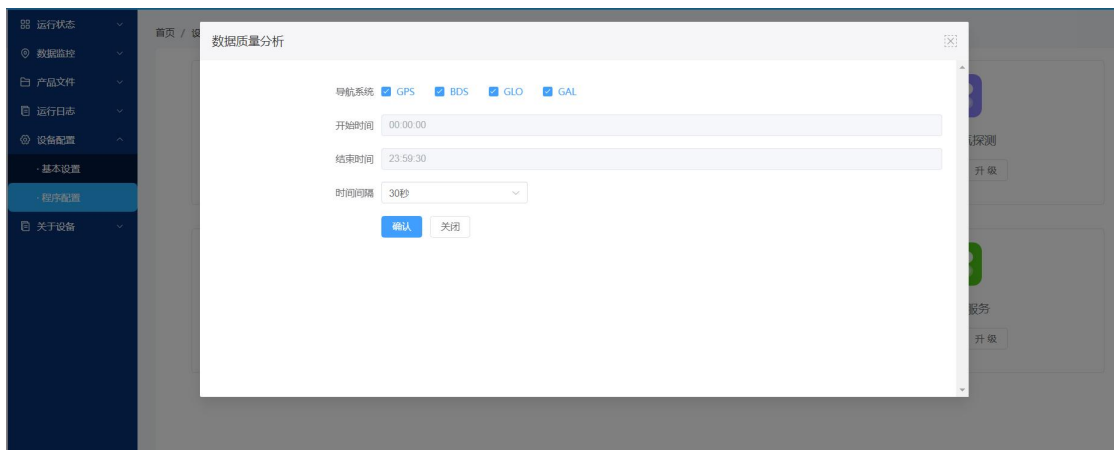 运行状态
数据监控
产品文件
运行日志
设备配置
·基本设置
·程序配置
关于设备
首页 / 设
数据质量分析
导航系统 GPS BDS GLO GAL
开始时间 00:00:00
结束时间 23:59:30
时间间隔 30秒
确认 关闭
探测
升级
服务
升级